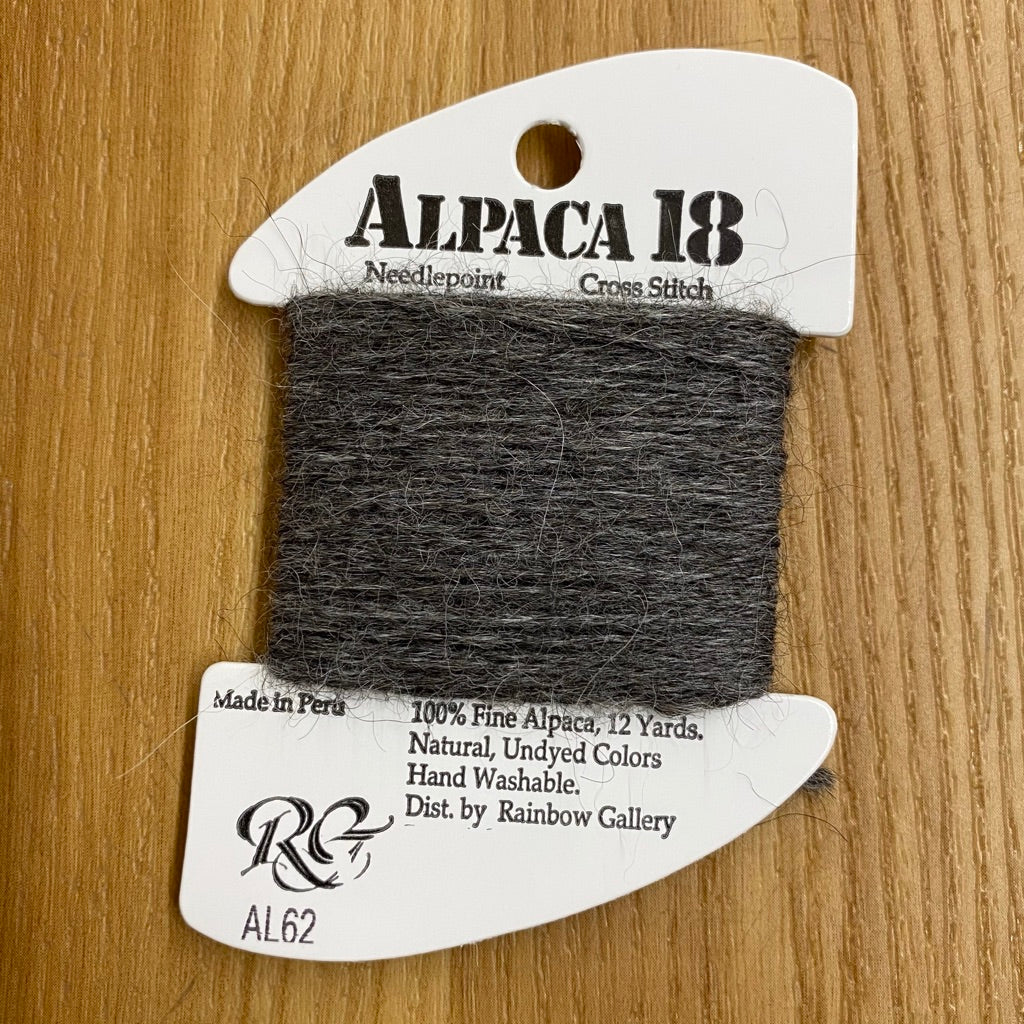 ALPACA 18
Needlepoint Cross Stitch
Made in Peru
100% Fine Alpaca, 12 Yards.
Natural, Undyed Colors
Hand Washable.
Dist. by Rainbow Gallery
RG
AL62